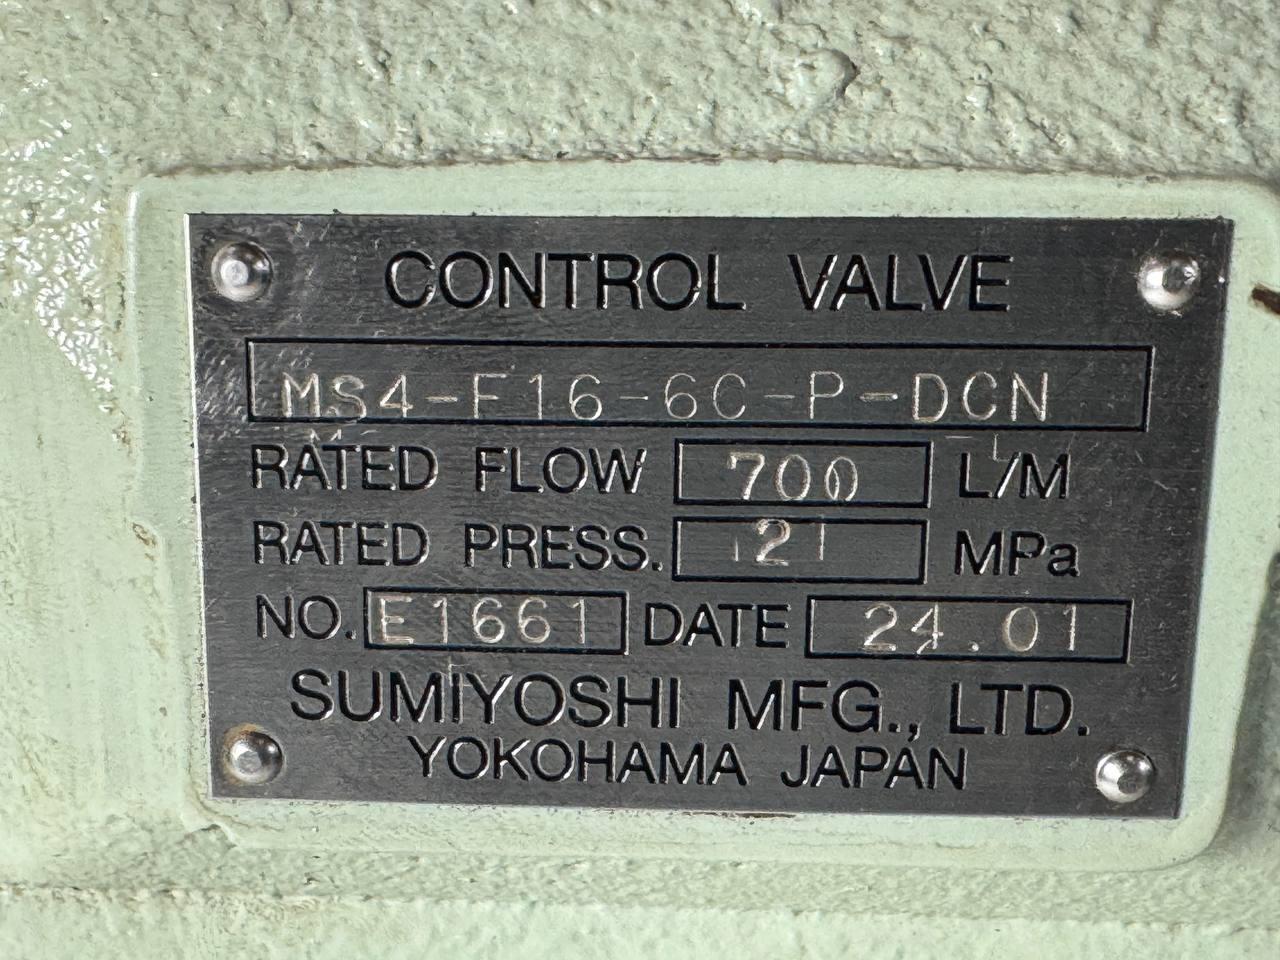 CONTROL VALVE
MS4-F16-6C-P-DCN
RATED FLOW 700 L/M
RATED PRESS. 21 MPa
NO. E1661 DATE 24.01
SUMIYOSHI MFG., LTD.
YOKOHAMA JAPAN